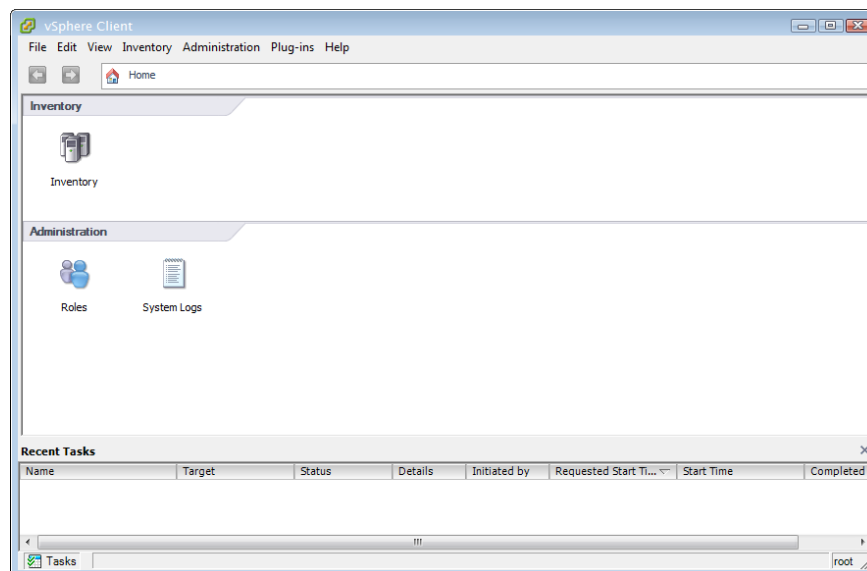 vSphere Client
File Edit View Inventory Administration Plug-ins Help
Home
Inventory
Inventory
Administration
Roles System Logs
Recent Tasks
Name Target Status Details Initiated by Requested Start Ti... Start Time Completed
Tasks root